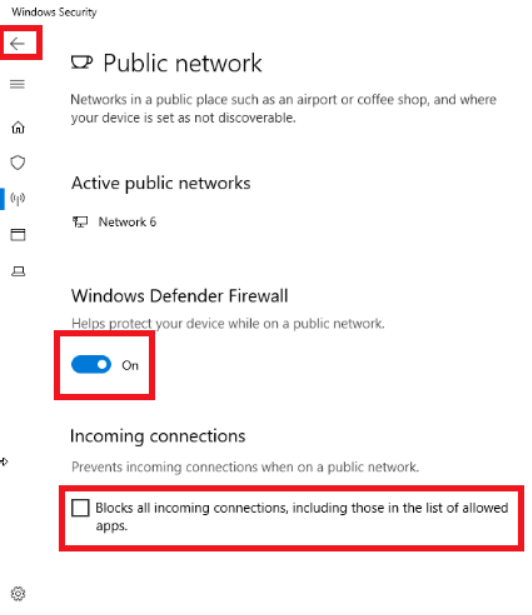 Windows Security
Public network
Networks in a public place such as an airport or coffee shop, and where
your device is set as not discoverable.
Active public networks
Network 6
Windows Defender Firewall
Helps protect your device while on a public network.
On
Incoming connections
Prevents incoming connections when on a public network.
Blocks all incoming connections, including those in the list of allowed
apps.